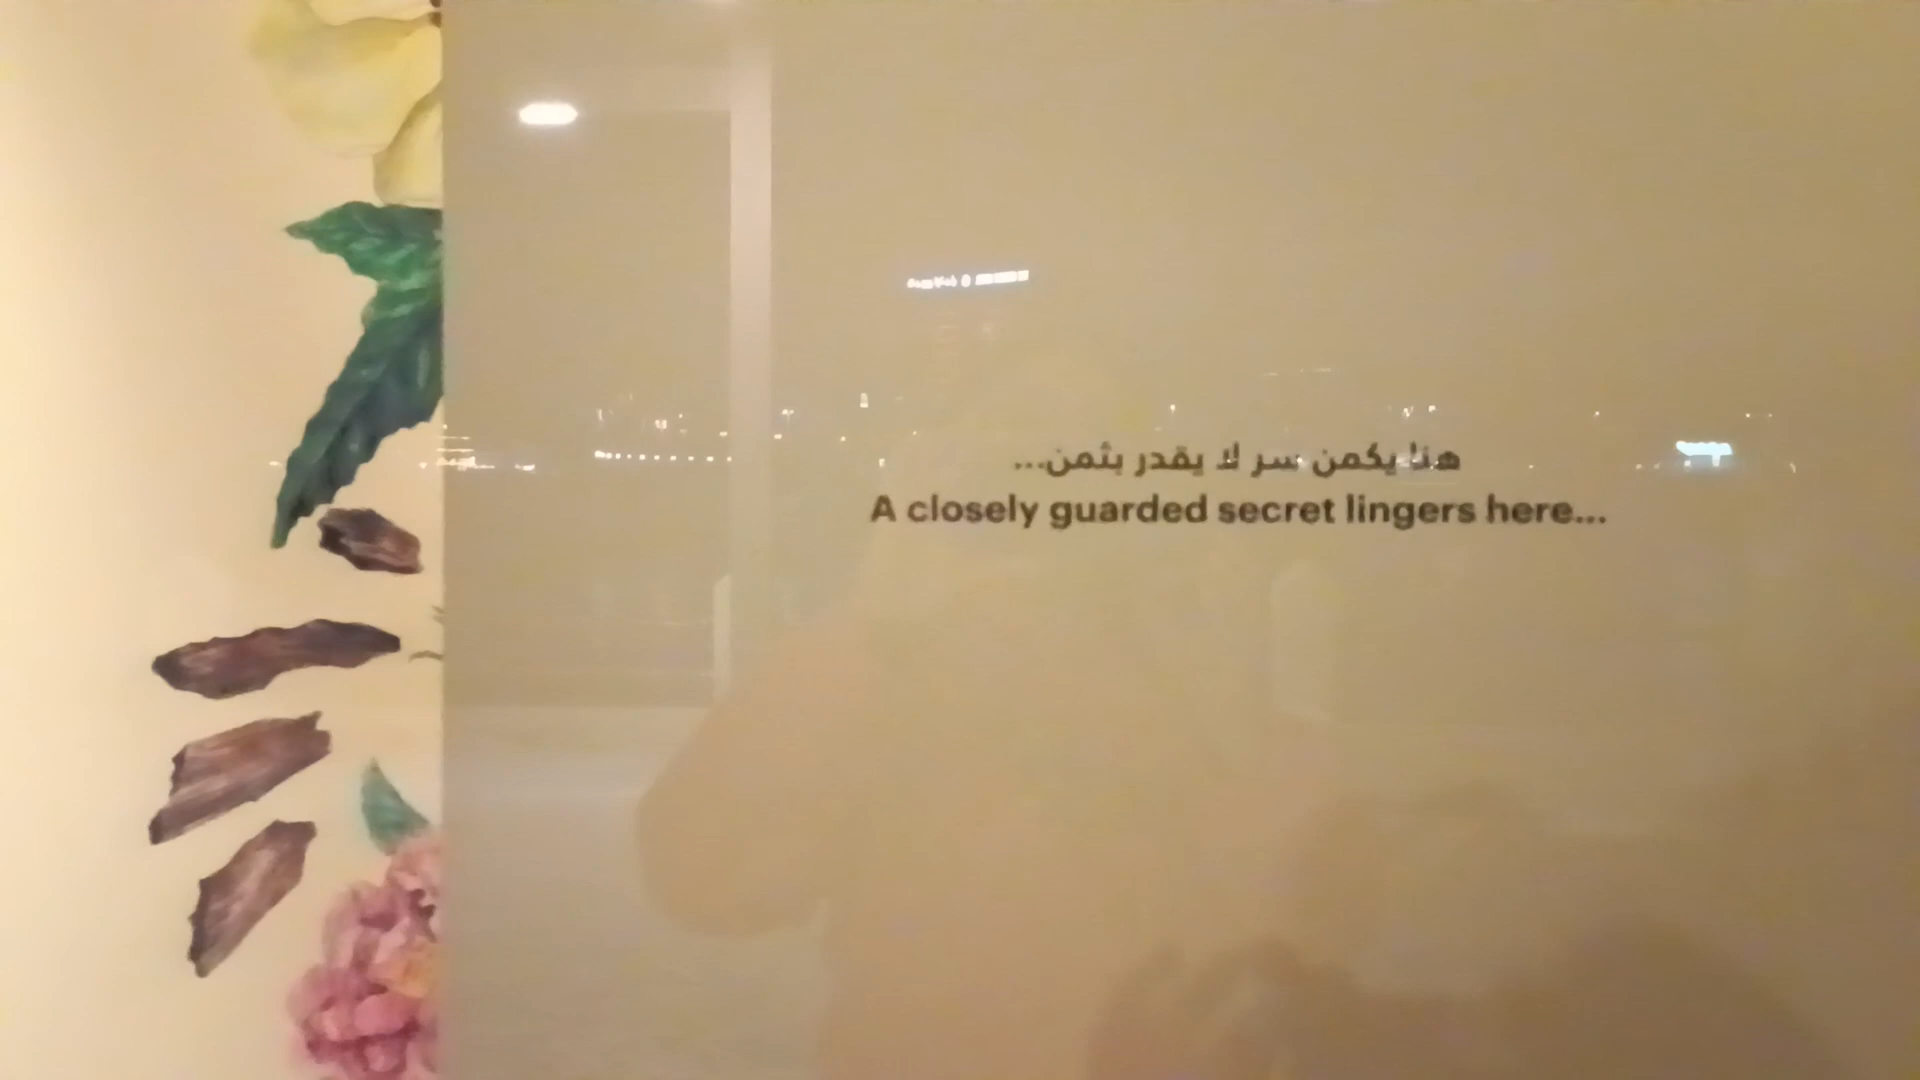 هنا يكمن سر لا يقدر بثمن...
A closely guarded secret lingers here...